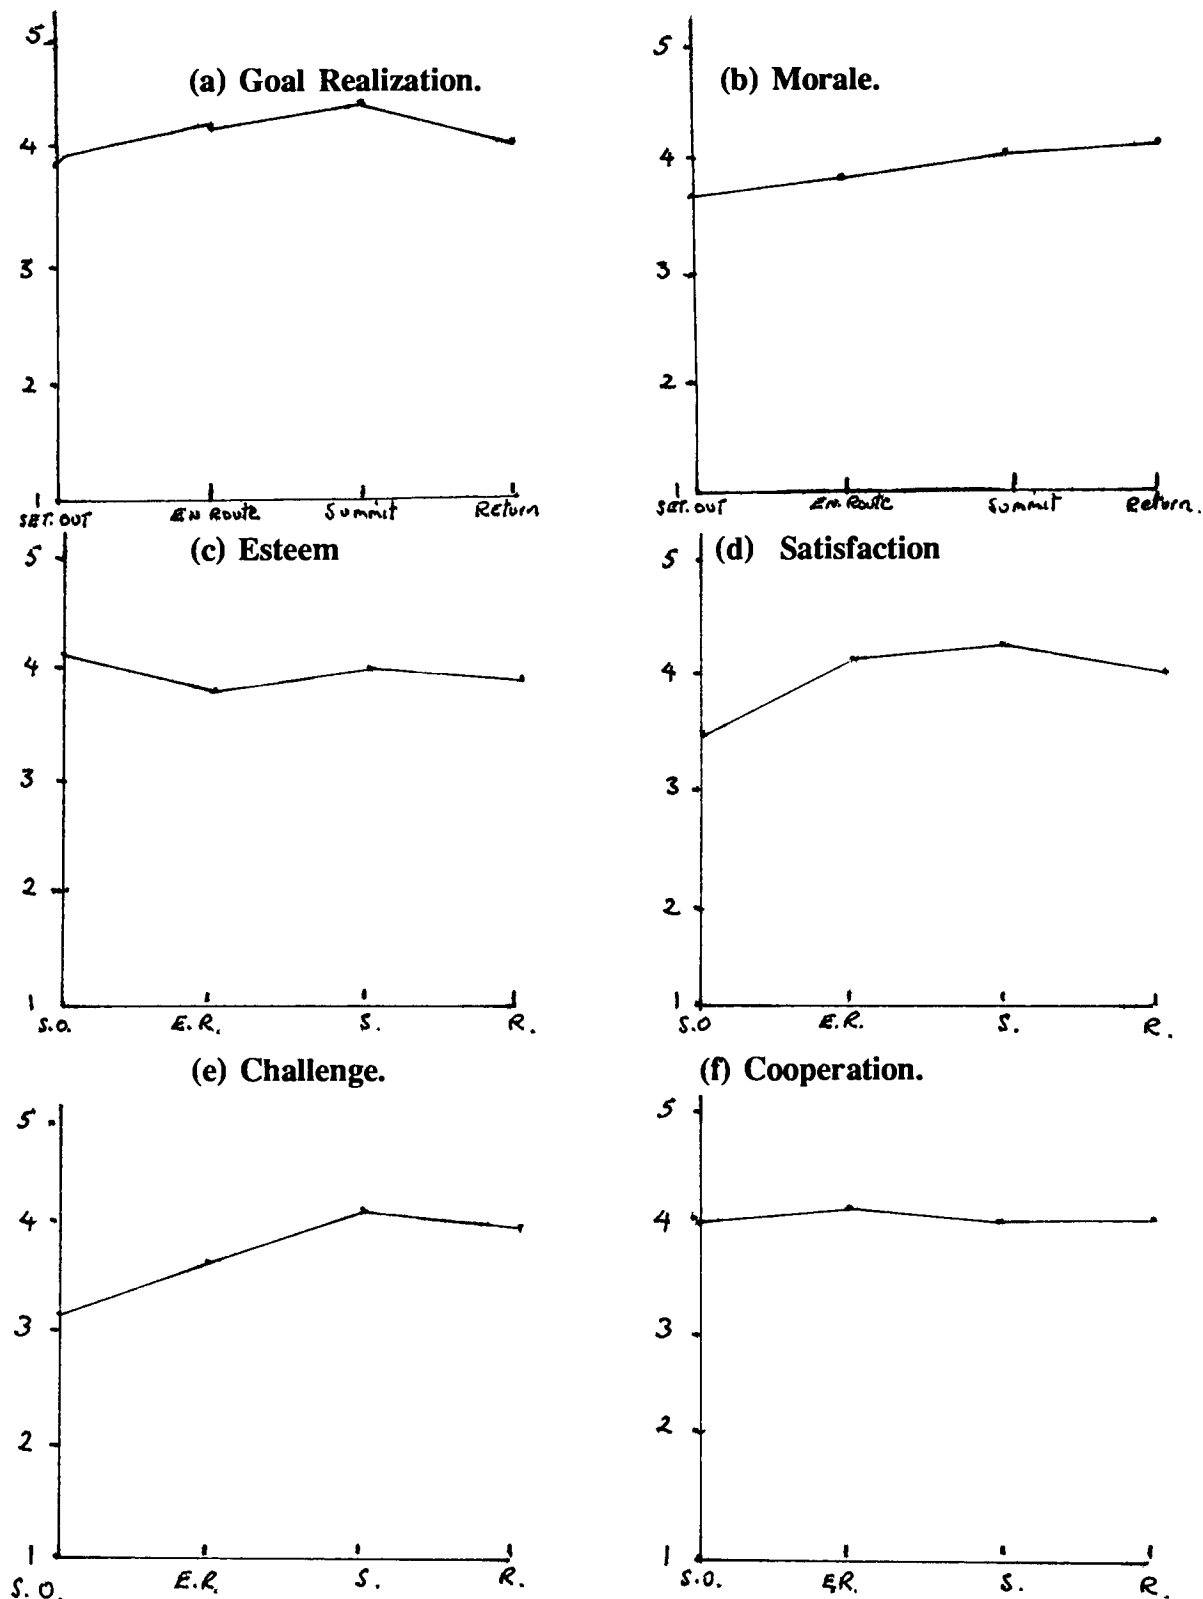 (a) Goal Realization.
5
4
3
2
1
SET. OUT EN ROUTE SUMMIT RETURN
(b) Morale.
5
4
3
2
1
SET. OUT EN. ROUTE SUMMIT RETURN.
(c) Esteem
5
4
3
2
1
S.O. E.R. S. R.
(d) Satisfaction
5
4
3
2
1
S.O E.R. S. R.
(e) Challenge.
5
4
3
2
1
S.O. E.R. S. R.
(f) Cooperation.
5
4
3
2
1
S.O. E.R. S. R.